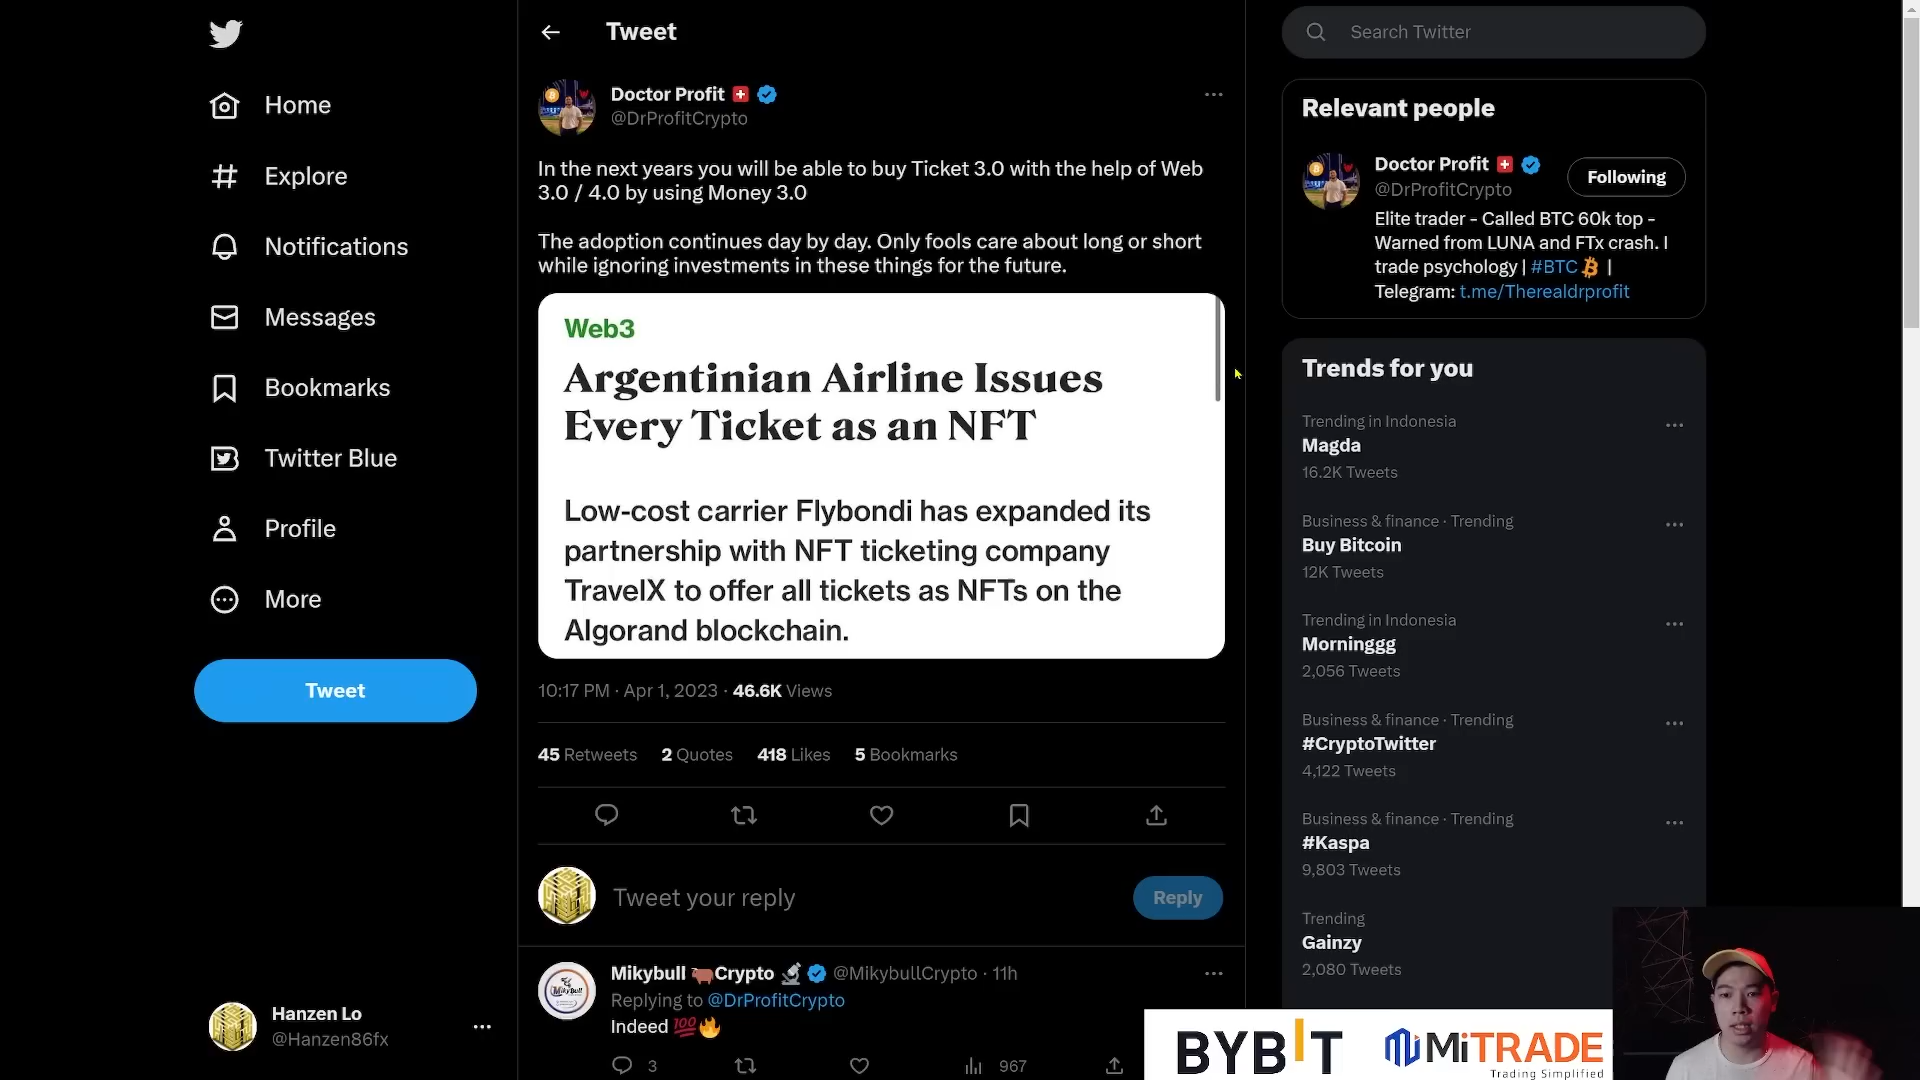 Home
Explore
Notifications
Messages
Bookmarks
Twitter Blue
Profile
More
Tweet
Hanzen Lo
@Hanzen86fx
Tweet
Doctor Profit
@DrProfitCrypto
In the next years you will be able to buy Ticket 3.0 with the help of Web
3.0 / 4.0 by using Money 3.0
The adoption continues day by day. Only fools care about long or short
while ignoring investments in these things for the future.
Web3
Argentinian Airline Issues
Every Ticket as an NFT
Low-cost carrier Flybondi has expanded its
partnership with NFT ticketing company
TravelX to offer all tickets as NFTs on the
Algorand blockchain.
10:17 PM · Apr 1, 2023 · 46.6K Views
45 Retweets 2 Quotes 418 Likes 5 Bookmarks
Tweet your reply
Reply
Mikybull 🐂Crypto 🔬 @MikybullCrypto · 11h
Replying to @DrProfitCrypto
Indeed 💯🔥
3
967
Search Twitter
Relevant people
Doctor Profit
@DrProfitCrypto
Following
Elite trader - Called BTC 60k top -
Warned from LUNA and FTx crash. I
trade psychology | #BTC |
Telegram: t.me/Therealdrprofit
Trends for you
Trending in Indonesia
Magda
16.2K Tweets
Business & finance · Trending
Buy Bitcoin
12K Tweets
Trending in Indonesia
Morninggg
2,056 Tweets
Business & finance · Trending
#CryptoTwitter
4,122 Tweets
Business & finance · Trending
#Kaspa
9,803 Tweets
Trending
Gainzy
2,080 Tweets
BYBIT
MiTRADE
Trading Simplified